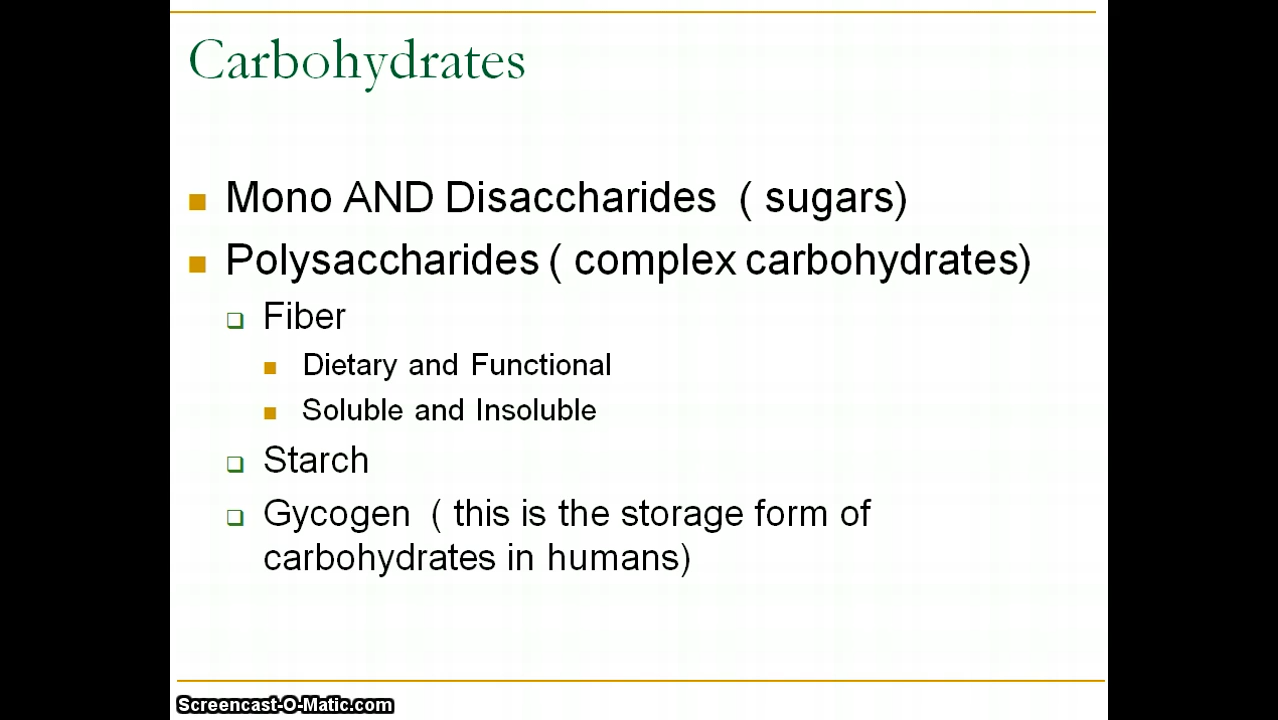 Carbohydrates
Mono AND Disaccharides ( sugars)
Polysaccharides ( complex carbohydrates)
Fiber
Dietary and Functional
Soluble and Insoluble
Starch
Gycogen ( this is the storage form of
carbohydrates in humans)
Screencast-O-Matic.com